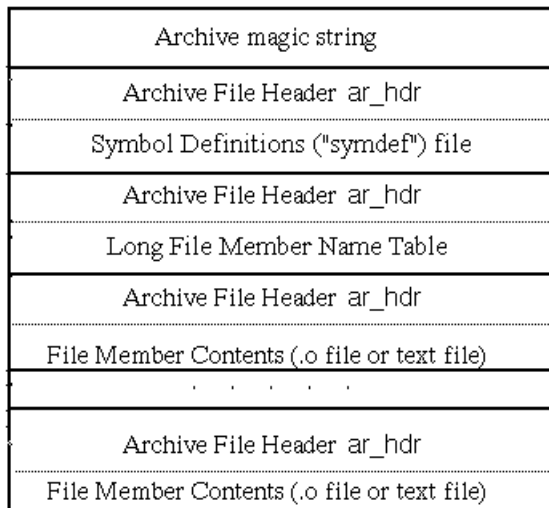 Archive magic string
Archive File Header ar_hdr
Symbol Definitions ("symdef") file
Archive File Header ar_hdr
Long File Member Name Table
Archive File Header ar_hdr
File Member Contents (.o file or text file)
. . . . .
Archive File Header ar_hdr
File Member Contents (.o file or text file)